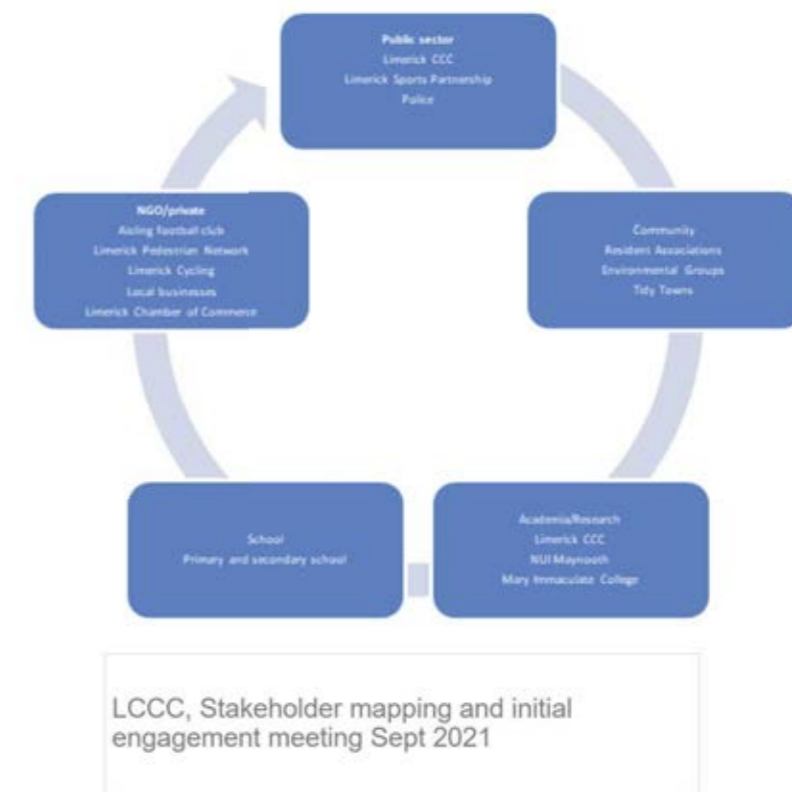 Public sector
Limerick CCC
Limerick Sports Partnership
Police
NGO/private
Aisling football club
Limerick Pedestrian Network
Limerick Cycling
Local businesses
Limerick Chamber of Commerce
Community
Resident Associations
Environmental Groups
Tidy Towns
School
Primary and secondary school
Academia/Research
Limerick CCC
NUI Maynooth
Mary Immaculate College
LCCC, Stakeholder mapping and initial
engagement meeting Sept 2021